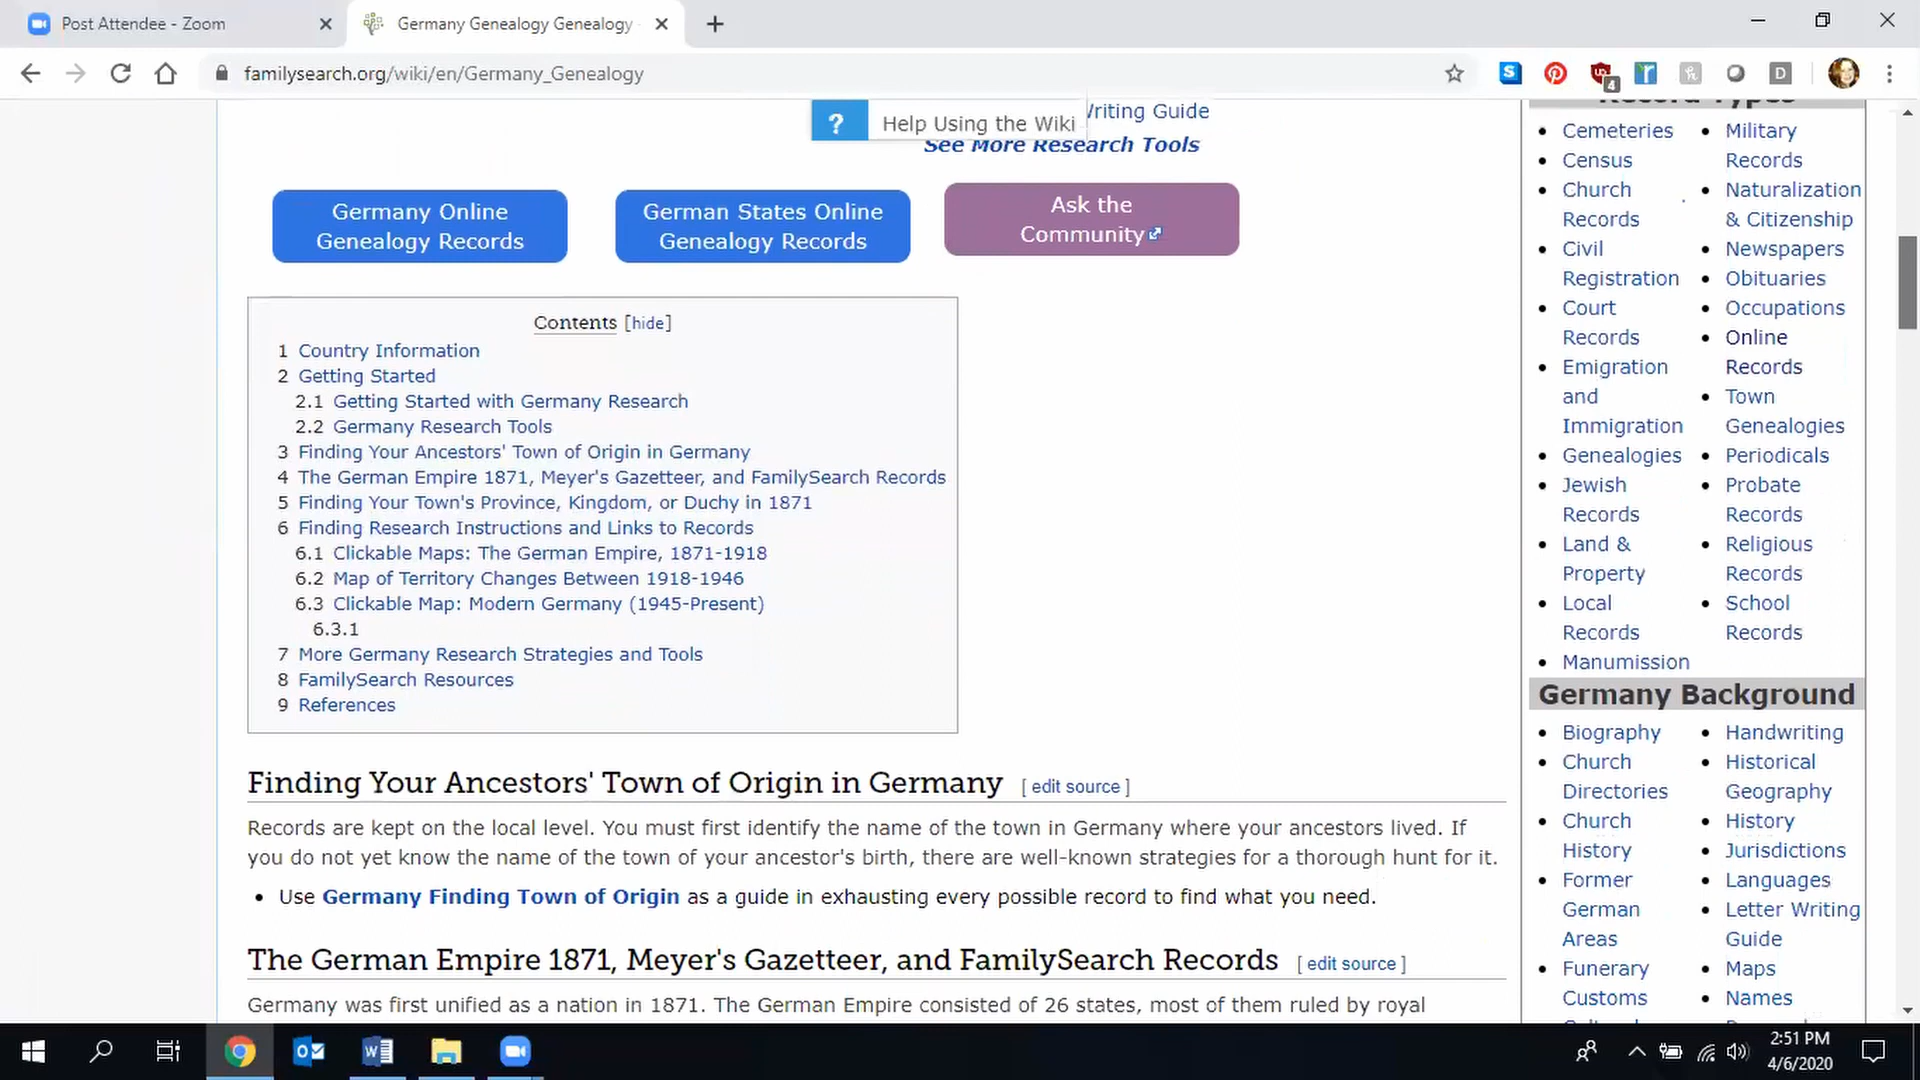 Post Attendee - Zoom
Germany Genealogy Genealogy
familysearch.org/wiki/en/Germany_Genealogy
4
Help Using the Wiki
Writing Guide
See More Research Tools
Germany Online
Genealogy Records
German States Online
Genealogy Records
Ask the
Community
Contents [hide]
1 Country Information
2 Getting Started
2.1 Getting Started with Germany Research
2.2 Germany Research Tools
3 Finding Your Ancestors' Town of Origin in Germany
4 The German Empire 1871, Meyer's Gazetteer, and FamilySearch Records
5 Finding Your Town's Province, Kingdom, or Duchy in 1871
6 Finding Research Instructions and Links to Records
6.1 Clickable Maps: The German Empire, 1871-1918
6.2 Map of Territory Changes Between 1918-1946
6.3 Clickable Map: Modern Germany (1945-Present)
6.3.1
7 More Germany Research Strategies and Tools
8 FamilySearch Resources
9 References
Finding Your Ancestors' Town of Origin in Germany [ edit source ]
Records are kept on the local level. You must first identify the name of the town in Germany where your ancestors lived. If
you do not yet know the name of the town of your ancestor's birth, there are well-known strategies for a thorough hunt for it.
• Use Germany Finding Town of Origin as a guide in exhausting every possible record to find what you need.
The German Empire 1871, Meyer's Gazetteer, and FamilySearch Records [ edit source ]
Germany was first unified as a nation in 1871. The German Empire consisted of 26 states, most of them ruled by royal
Record Types
• Cemeteries
• Census
• Church
Records
• Civil
Registration
• Court
Records
• Emigration
and
Immigration
• Genealogies
• Jewish
Records
• Land &
Property
• Local
Records
• Manumission
• Military
Records
• Naturalization
& Citizenship
• Newspapers
• Obituaries
• Occupations
• Online
Records
• Town
Genealogies
• Periodicals
• Probate
Records
• Religious
Records
• School
Records
Germany Background
• Biography
• Church
Directories
• Church
History
• Former
German
Areas
• Funerary
Customs
• Handwriting
• Historical
Geography
• History
• Jurisdictions
• Languages
• Letter Writing
Guide
• Maps
• Names
2:51 PM
4/6/2020